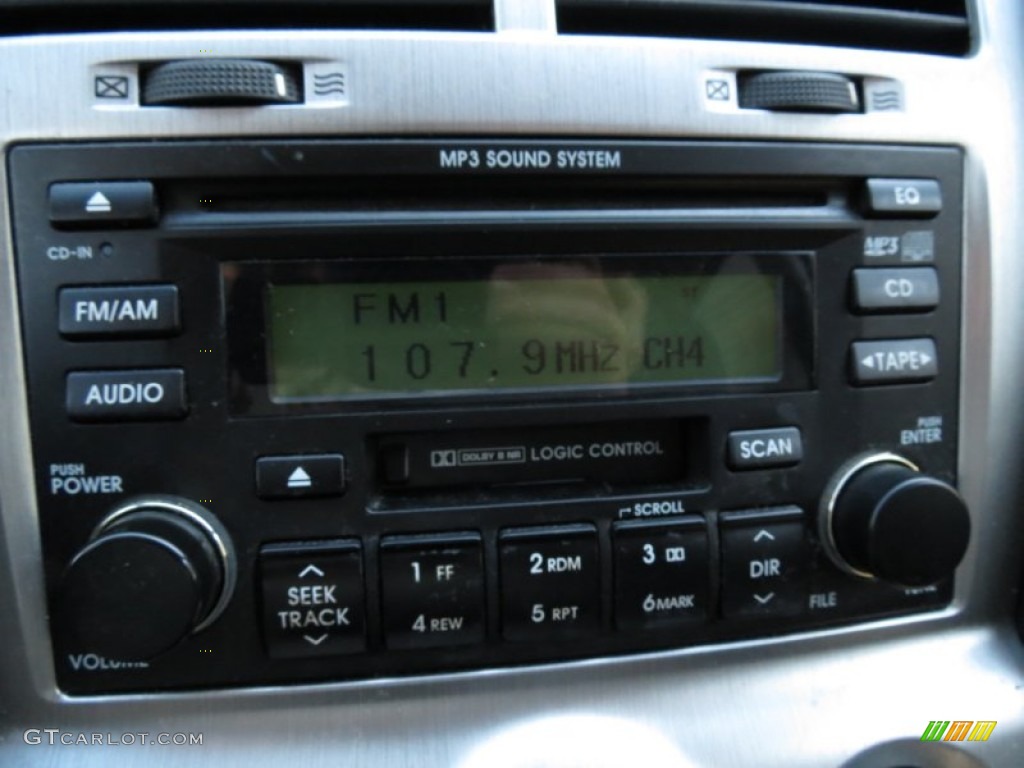 MP3 SOUND SYSTEM
EQ
CD-IN
MP3
FM/AM
CD
FM1
ST
107.9MHz CH4
AUDIO
TAPE
PUSH
POWER
DOLBY B NR LOGIC CONTROL
SCAN
PUSH
ENTER
SCROLL
SEEK
TRACK
1 FF
4 REW
2 RDM
5 RPT
3
6 MARK
DIR
FILE
VOLUME
GTCARLOT.COM